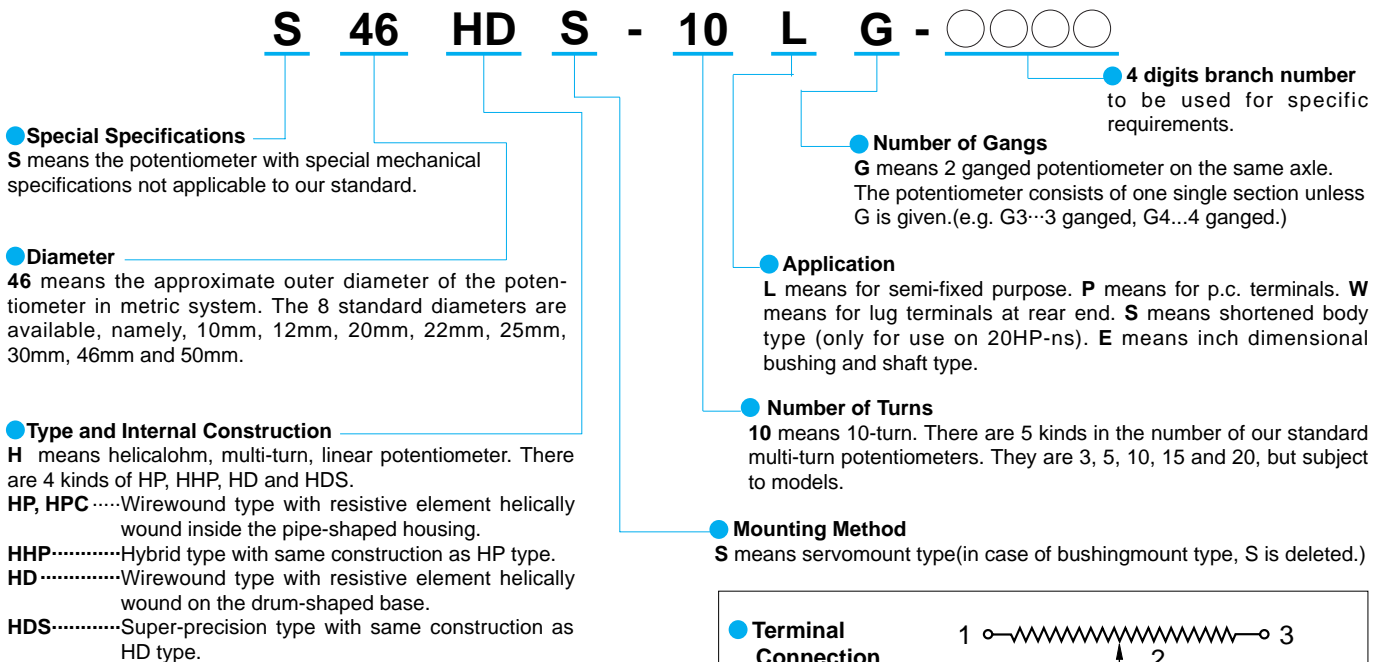 S 46 HD S - 10 L G - ○○○○
4 digits branch number
to be used for specific
requirements.
Special Specifications
S means the potentiometer with special mechanical
specifications not applicable to our standard.
Number of Gangs
G means 2 ganged potentiometer on the same axle.
The potentiometer consists of one single section unless
G is given.(e.g. G3···3 ganged, G4...4 ganged.)
Diameter
46 means the approximate outer diameter of the poten-
tiometer in metric system. The 8 standard diameters are
available, namely, 10mm, 12mm, 20mm, 22mm, 25mm,
30mm, 46mm and 50mm.
Application
L means for semi-fixed purpose. P means for p.c. terminals. W
means for lug terminals at rear end. S means shortened body
type (only for use on 20HP-ns). E means inch dimensional
bushing and shaft type.
Type and Internal Construction
H means helicalohm, multi-turn, linear potentiometer. There
are 4 kinds of HP, HHP, HD and HDS.
HP, HPC·····Wirewound type with resistive element helically
wound inside the pipe-shaped housing.
HHP············Hybrid type with same construction as HP type.
HD··············Wirewound type with resistive element helically
wound on the drum-shaped base.
HDS············Super-precision type with same construction as
HD type.
Number of Turns
10 means 10-turn. There are 5 kinds in the number of our standard
multi-turn potentiometers. They are 3, 5, 10, 15 and 20, but subject
to models.
Mounting Method
S means servomount type(in case of bushingmount type, S is deleted.)
Terminal
Connection
1 3
2